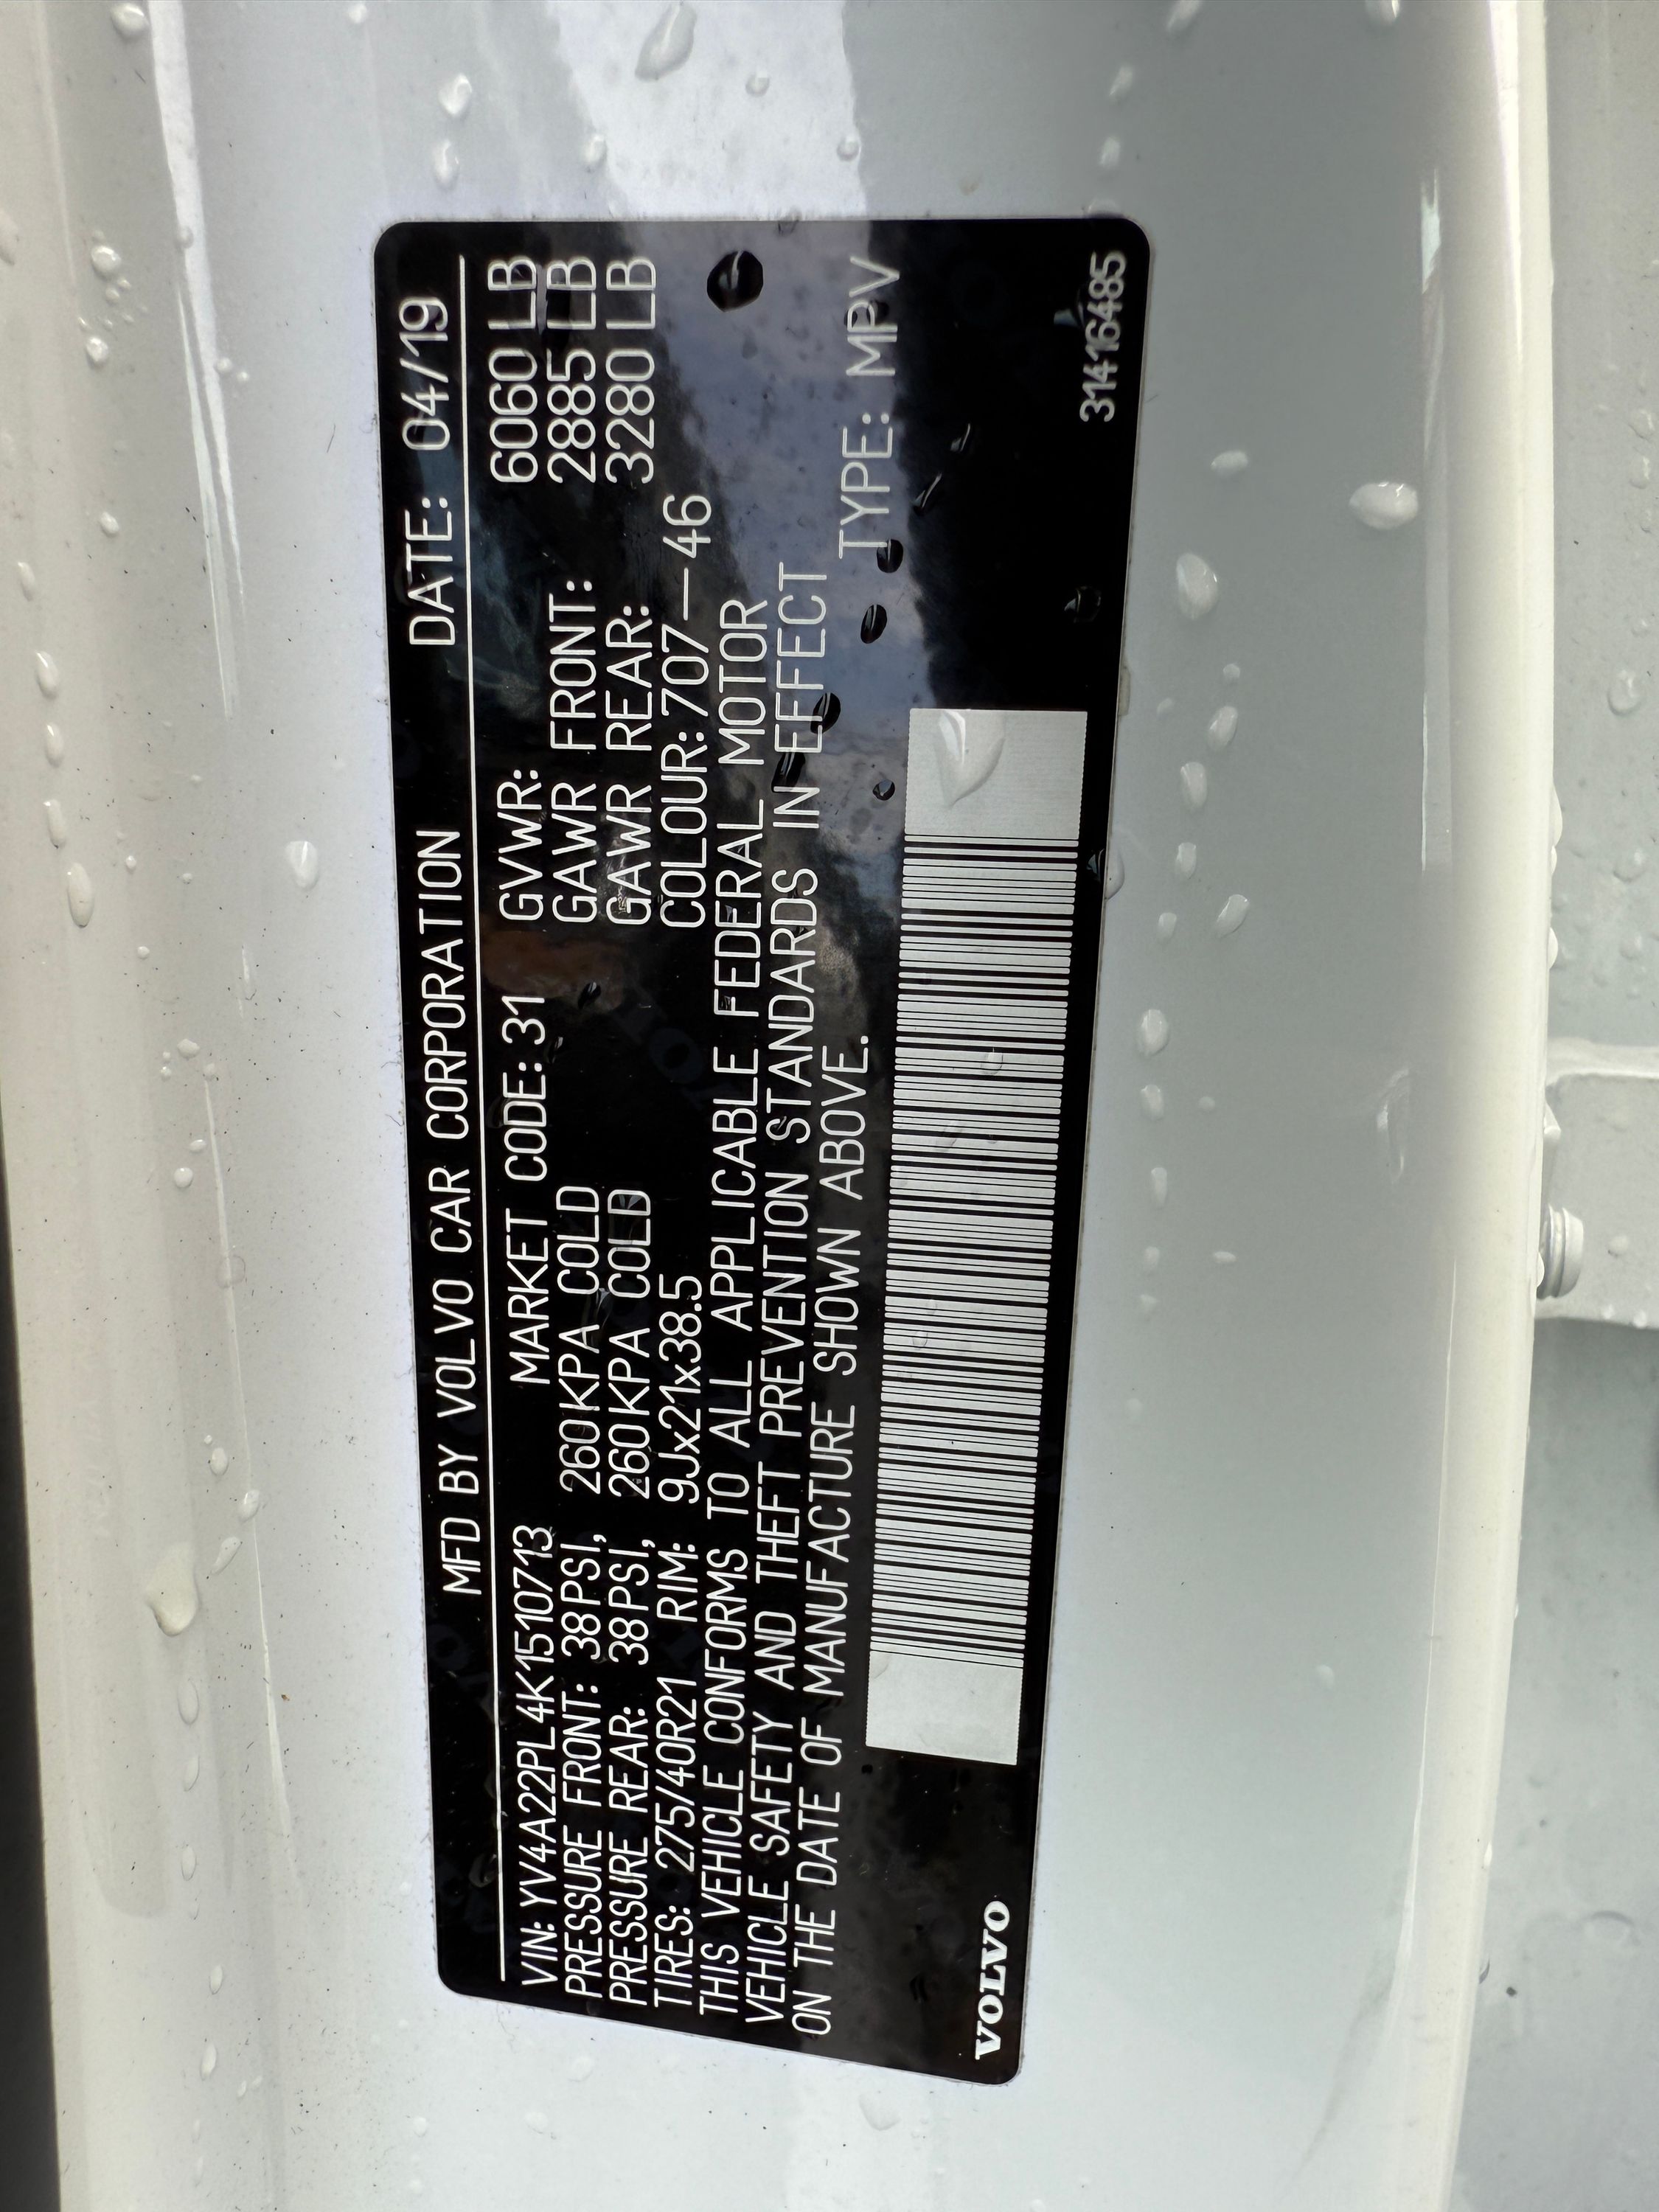 MFD BY VOLVO CAR CORPORATION DATE: 04/19
VIN: YV4A22PL4K1510713 MARKET CODE: 31 GVWR: 6060 LB
PRESSURE FRONT: 38PSI, 260KPA COLD GAWR FRONT: 2885 LB
PRESSURE REAR: 38PSI, 260KPA COLD GAWR REAR: 3280 LB
TIRES: 275/40R21 RIM: 9Jx21x38.5 COLOUR: 707—46
THIS VEHICLE CONFORMS TO ALL APPLICABLE FEDERAL MOTOR
VEHICLE SAFETY AND THEFT PREVENTION STANDARDS IN EFFECT
ON THE DATE OF MANUFACTURE SHOWN ABOVE. TYPE: MPV
VOLVO 31416485